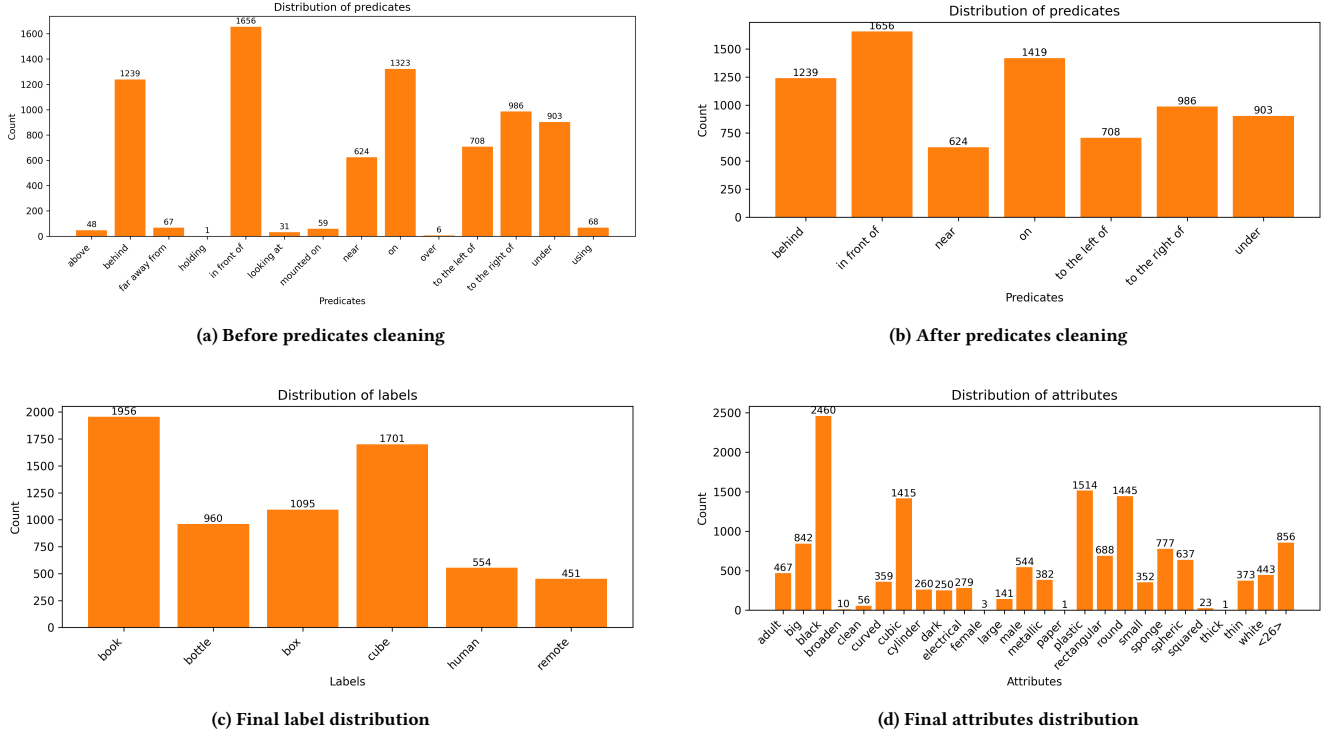 Distribution of predicates
1656
1600
1400
1323
1239
1200
1000
986
903
800
708
624
600
400
200
48
67
1
31
59
6
68
0
Count
above
behind
far away from
holding
in front of
looking at
mounted on
near
on
over
to the left of
to the right of
under
using
Predicates
(a) Before predicates cleaning
Distribution of predicates
1656
1500
1419
1250
1239
1000
986
903
750
708
624
500
250
0
Count
behind
in front of
near
on
to the left of
to the right of
under
Predicates
(b) After predicates cleaning
Distribution of labels
2000
1956
1750
1701
1500
1250
1095
1000
960
750
554
500
451
250
0
Count
book
bottle
box
cube
human
remote
Labels
(c) Final label distribution
Distribution of attributes
2500
2460
2000
1500
1514
1445
1415
1000
856
842
777
688
637
544
500
467
443
382
373
359
352
279
260
250
141
56
23
10
3
1
1
0
Count
adult
big
black
broaden
clean
curved
cubic
cylinder
dark
electrical
female
large
male
metallic
paper
plastic
rectangular
round
small
sponge
spheric
squared
thick
thin
white
<26>
Attributes
(d) Final attributes distribution